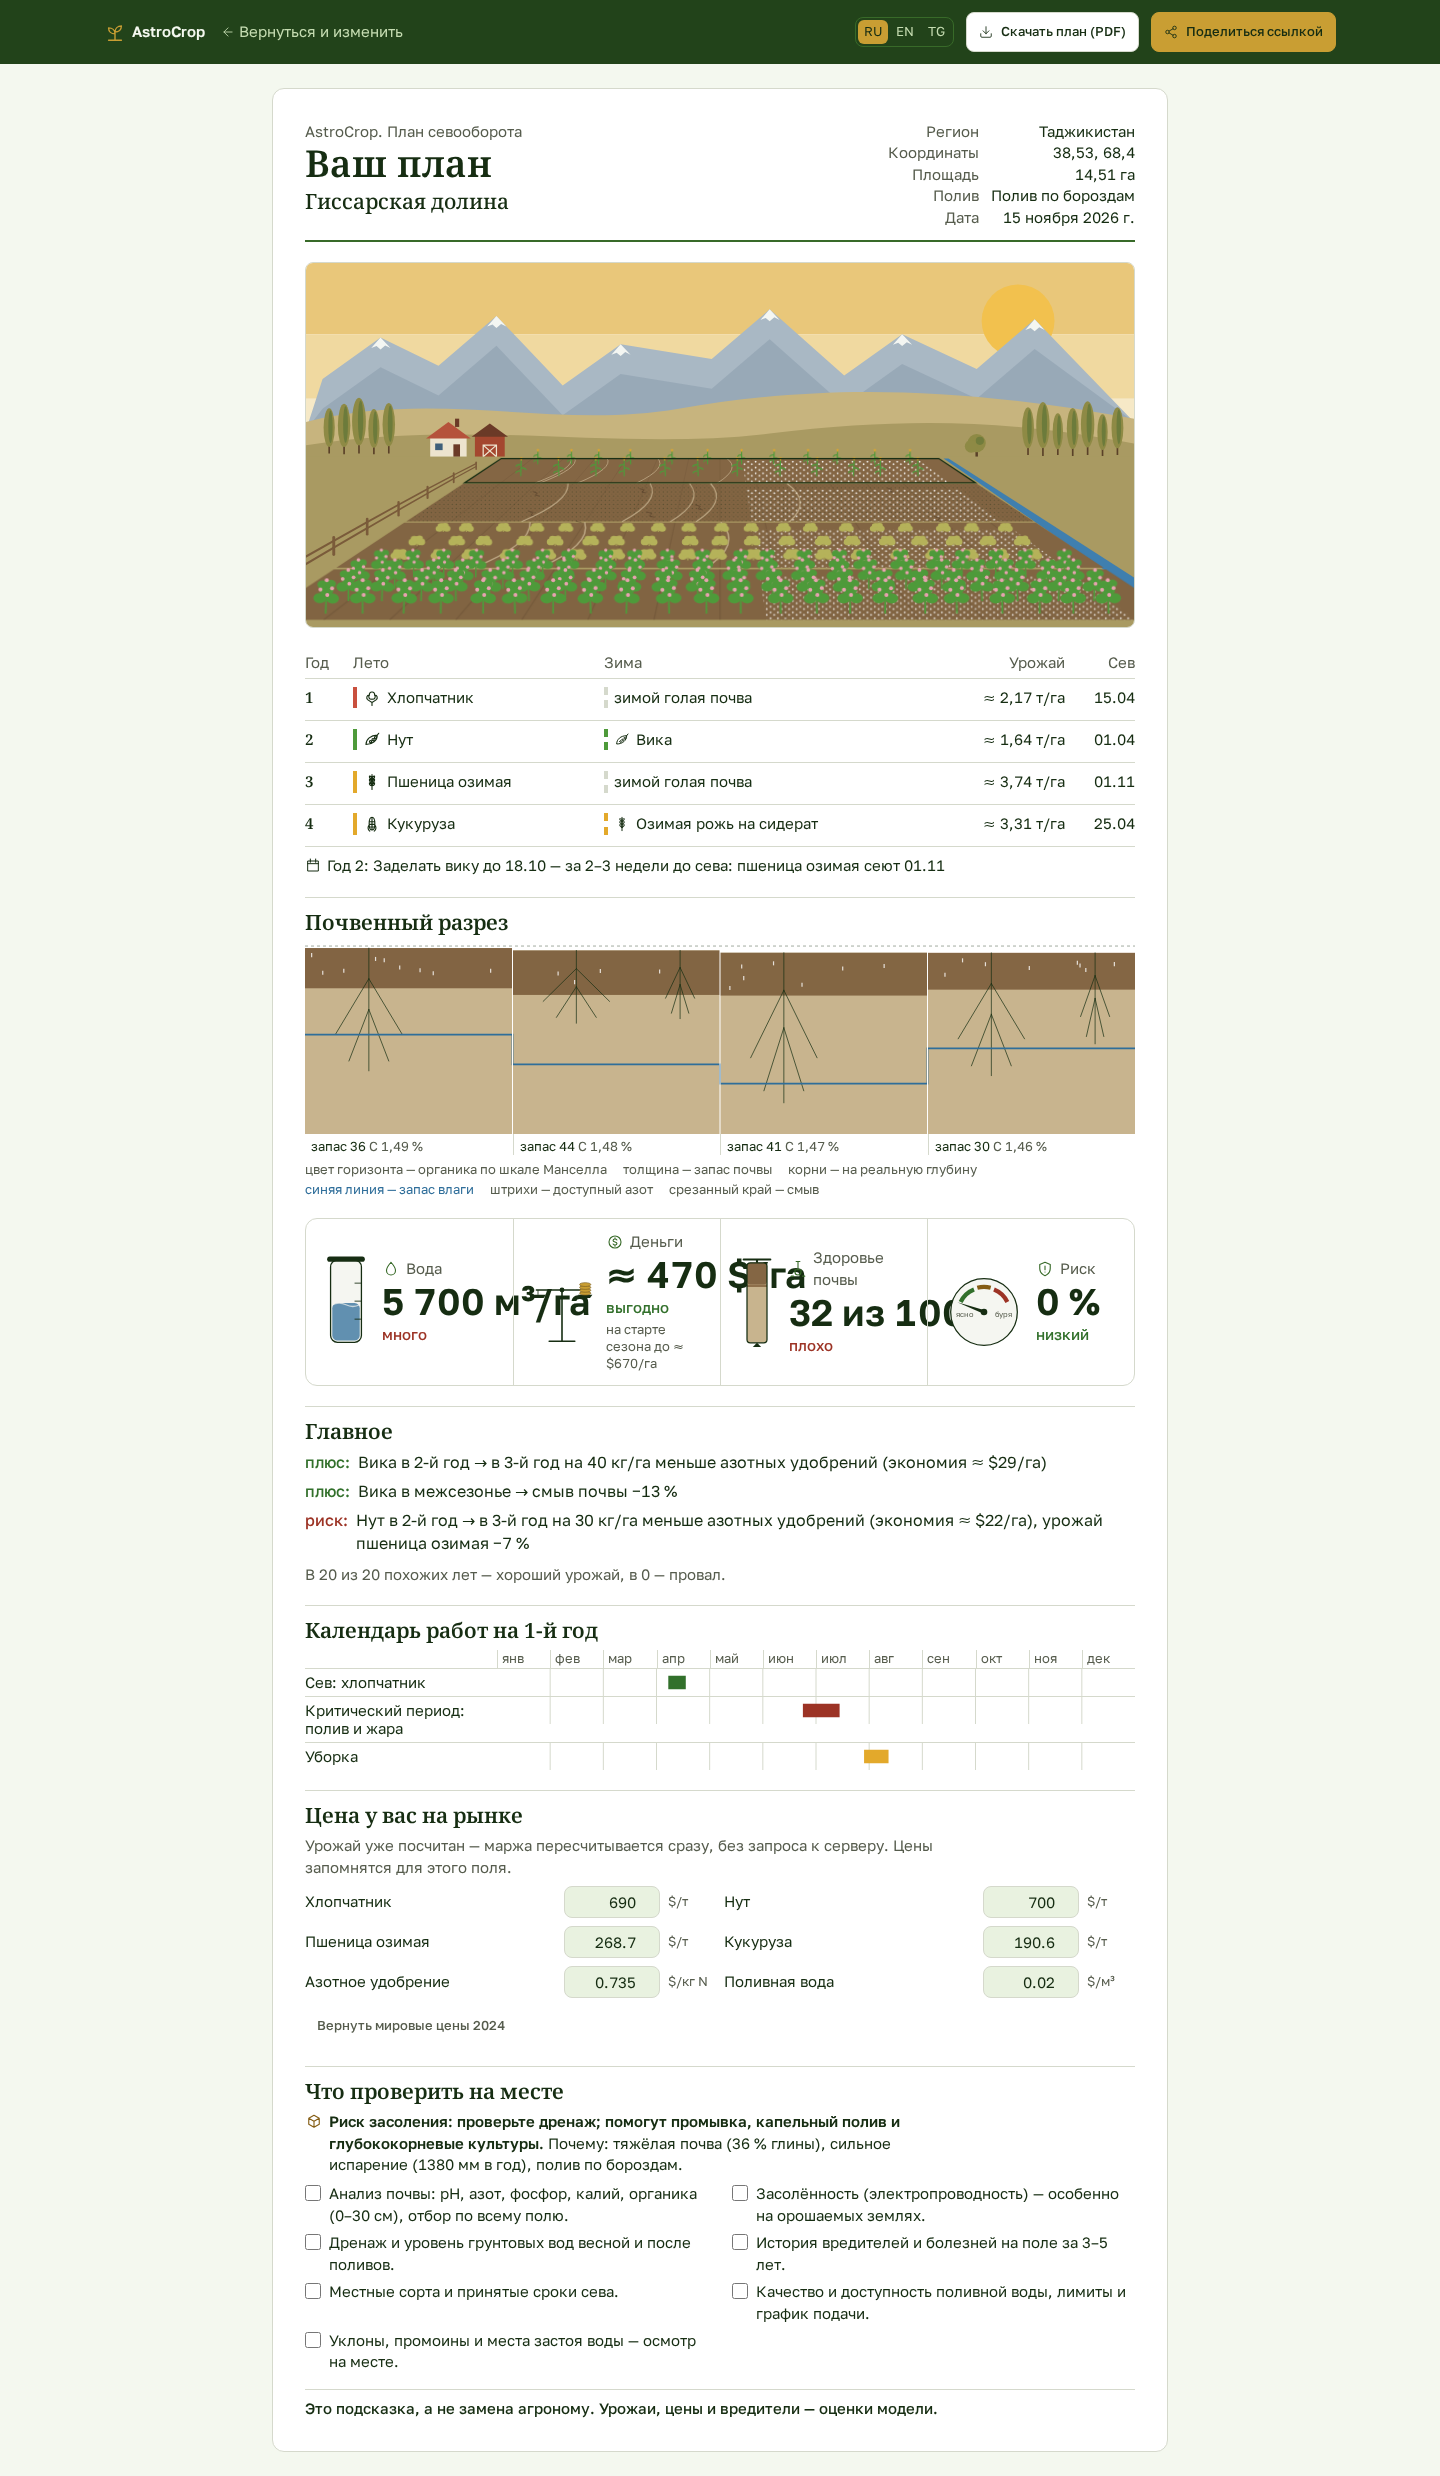 AstroCrop
← Вернуться и изменить
RU EN TG
Скачать план (PDF)
Поделиться ссылкой
AstroCrop. План севооборота
Ваш план
Гиссарская долина
Регион Таджикистан
Координаты 38,53, 68,4
Площадь 14,51 га
Полив Полив по бороздам
Дата 15 ноября 2026 г.
Год Лето Зима Урожай Сев
1 Хлопчатник зимой голая почва ≈ 2,17 т/га 15.04
2 Нут Вика ≈ 1,64 т/га 01.04
3 Пшеница озимая зимой голая почва ≈ 3,74 т/га 01.11
4 Кукуруза Озимая рожь на сидерат ≈ 3,31 т/га 25.04
Год 2: Заделать вику до 18.10 — за 2–3 недели до сева: пшеница озимая сеют 01.11
Почвенный разрез
запас 36 C 1,49 % запас 44 C 1,48 % запас 41 C 1,47 % запас 30 C 1,46 %
цвет горизонта — органика по шкале Манселла толщина — запас почвы корни — на реальную глубину
синяя линия — запас влаги штрихи — доступный азот срезанный край — смыв
Вода
5 700 м³/га
много
Деньги
≈ 470 $/га
выгодно
на старте
сезона до ≈
$670/га
Здоровье
почвы
32 из 100
плохо
ясно буря
Риск
0 %
низкий
Главное
плюс: Вика в 2-й год → в 3-й год на 40 кг/га меньше азотных удобрений (экономия ≈ $29/га)
плюс: Вика в межсезонье → смыв почвы −13 %
риск: Нут в 2-й год → в 3-й год на 30 кг/га меньше азотных удобрений (экономия ≈ $22/га), урожай
пшеница озимая −7 %
В 20 из 20 похожих лет — хороший урожай, в 0 — провал.
Календарь работ на 1-й год
янв фев мар апр май июн июл авг сен окт ноя дек
Сев: хлопчатник
Критический период:
полив и жара
Уборка
Цена у вас на рынке
Урожай уже посчитан — маржа пересчитывается сразу, без запроса к серверу. Цены
запомнятся для этого поля.
Хлопчатник 690 $/т Нут 700 $/т
Пшеница озимая 268.7 $/т Кукуруза 190.6 $/т
Азотное удобрение 0.735 $/кг N Поливная вода 0.02 $/м³
Вернуть мировые цены 2024
Что проверить на месте
Риск засоления: проверьте дренаж; помогут промывка, капельный полив и
глубококорневые культуры. Почему: тяжёлая почва (36 % глины), сильное
испарение (1380 мм в год), полив по бороздам.
Анализ почвы: pH, азот, фосфор, калий, органика
(0–30 см), отбор по всему полю.
Засолённость (электропроводность) — особенно
на орошаемых землях.
Дренаж и уровень грунтовых вод весной и после
поливов.
История вредителей и болезней на поле за 3–5
лет.
Местные сорта и принятые сроки сева.
Качество и доступность поливной воды, лимиты и
график подачи.
Уклоны, промоины и места застоя воды — осмотр
на месте.
Это подсказка, а не замена агроному. Урожаи, цены и вредители — оценки модели.